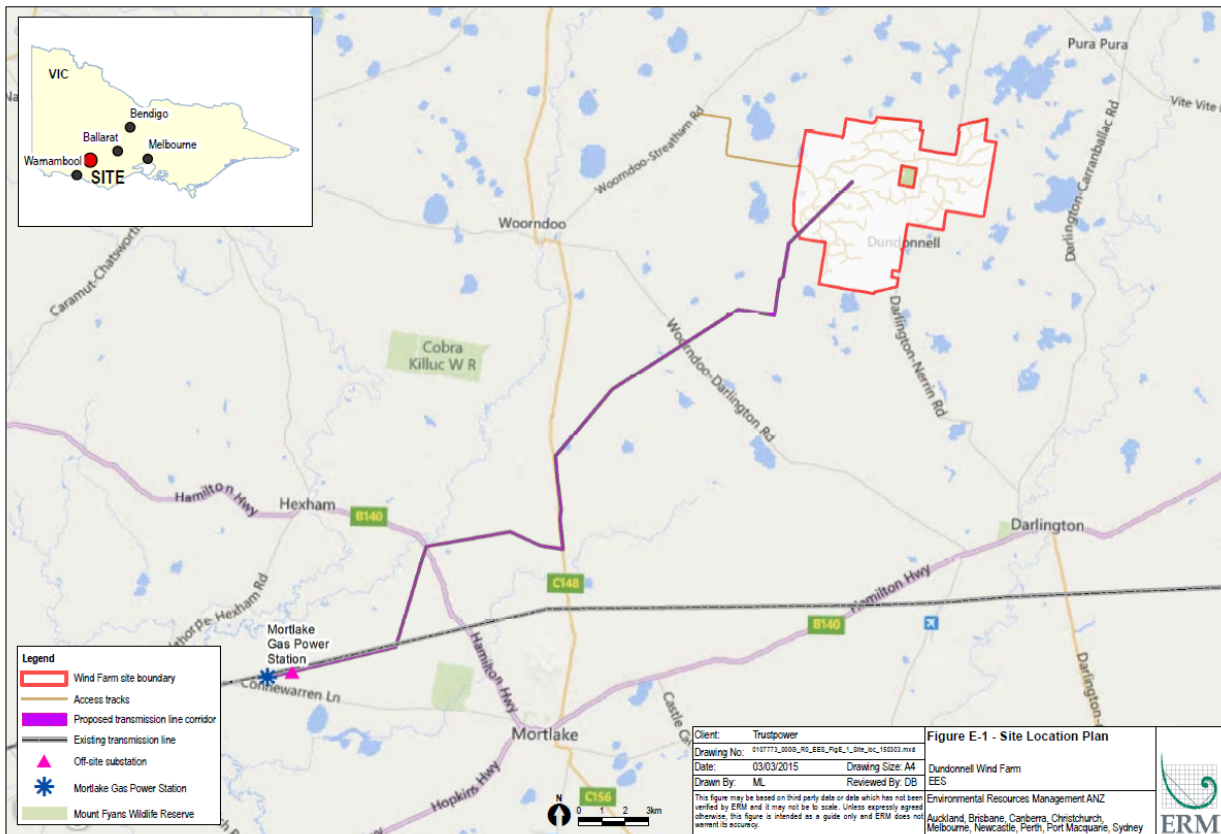 VIC
Bendigo
Ballarat
Melbourne
Warnambool
SITE
Pura Pura
Vite Vite
Darlington-Carranballac Rd
Woorndoo-Streatham Rd
Woorndoo
Dundonnell
Caramut-Chatsworth
Cobra
Killuc W R
Woorndoo-Darlington Rd
Darlington-Nerrin Rd
Hamilton Hwy
Hexham
B140
Darlington
C148
Hamilton Hwy
B140
Hexham Rd
Mortlake
Gas Power
Station
Hamilton Hwy
Connewarren Ln
Mortlake
Castle
Darlington-
Hopkins Hwy
C156
Legend
Wind Farm site boundary
Access tracks
Proposed transmission line corridor
Existing transmission line
Off-site substation
Mortlake Gas Power Station
Mount Fyans Wildlife Reserve
N
0 1 2 3km
Client: Trustpower
Drawing No: 0107773_000G_R0_EES_FigE_1_Site_loc_150303.mxd
Date: 03/03/2015 Drawing Size: A4
Drawn By: ML Reviewed By: DB
This figure may be based on third party data or data which has not been
verified by ERM and it may not be to scale. Unless expressly agreed
otherwise, this figure is intended as a guide only and ERM does not
warrant its accuracy.
Figure E-1 - Site Location Plan
Dundonnell Wind Farm
EES
Environmental Resources Management ANZ
Auckland, Brisbane, Canberra, Christchurch,
Melbourne, Newcastle, Perth, Port Macquarie, Sydney
ERM